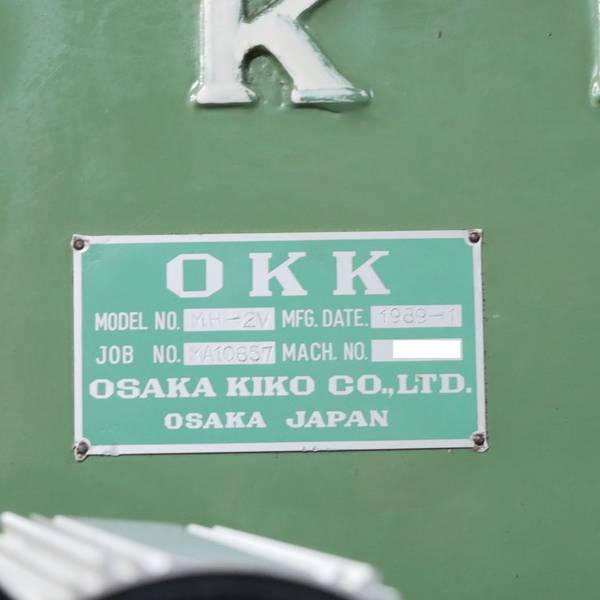 K
OKK
MODEL NO. MH-2V MFG. DATE. 1989-1
JOB NO. MA10857 MACH. NO.
OSAKA KIKO CO.,LTD.
OSAKA JAPAN